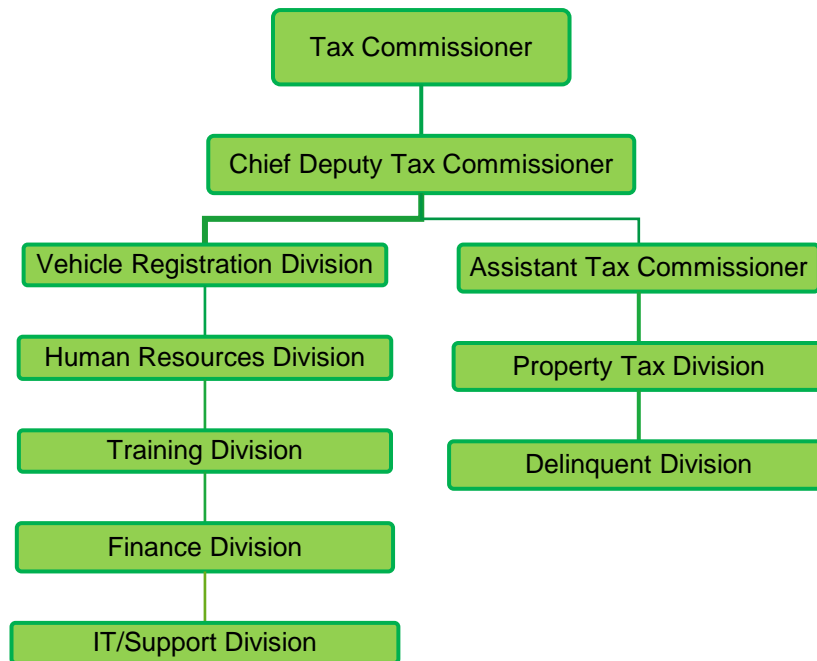 Tax Commissioner
Chief Deputy Tax Commissioner
Vehicle Registration Division
Assistant Tax Commissioner
Human Resources Division
Property Tax Division
Training Division
Delinquent Division
Finance Division
IT/Support Division